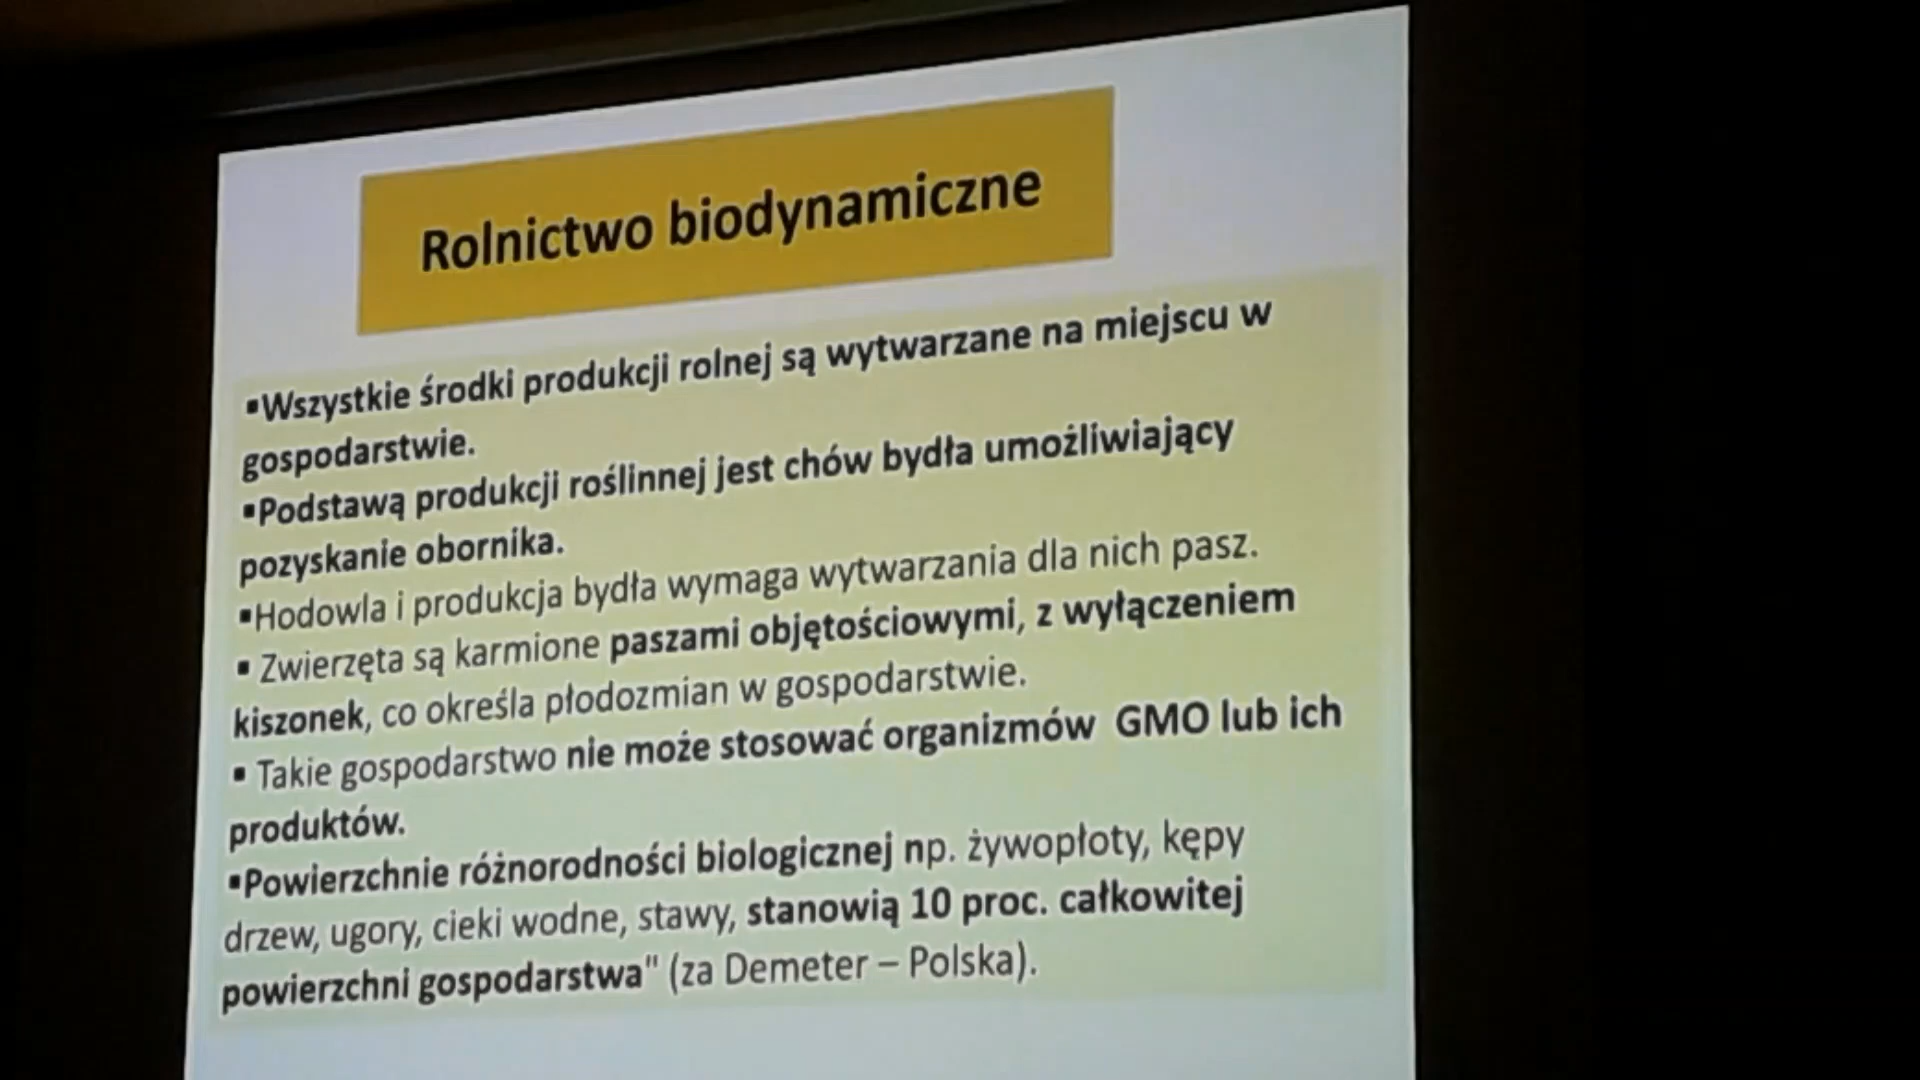 Rolnictwo biodynamiczne
▪Wszystkie środki produkcji rolnej są wytwarzane na miejscu w
gospodarstwie.
▪Podstawą produkcji roślinnej jest chów bydła umożliwiający
pozyskanie obornika.
▪Hodowla i produkcja bydła wymaga wytwarzania dla nich pasz.
▪ Zwierzęta są karmione paszami objętościowymi, z wyłączeniem
kiszonek, co określa płodozmian w gospodarstwie.
▪ Takie gospodarstwo nie może stosować organizmów GMO lub ich
produktów.
▪Powierzchnie różnorodności biologicznej np. żywopłoty, kępy
drzew, ugory, cieki wodne, stawy, stanowią 10 proc. całkowitej
powierzchni gospodarstwa" (za Demeter – Polska).